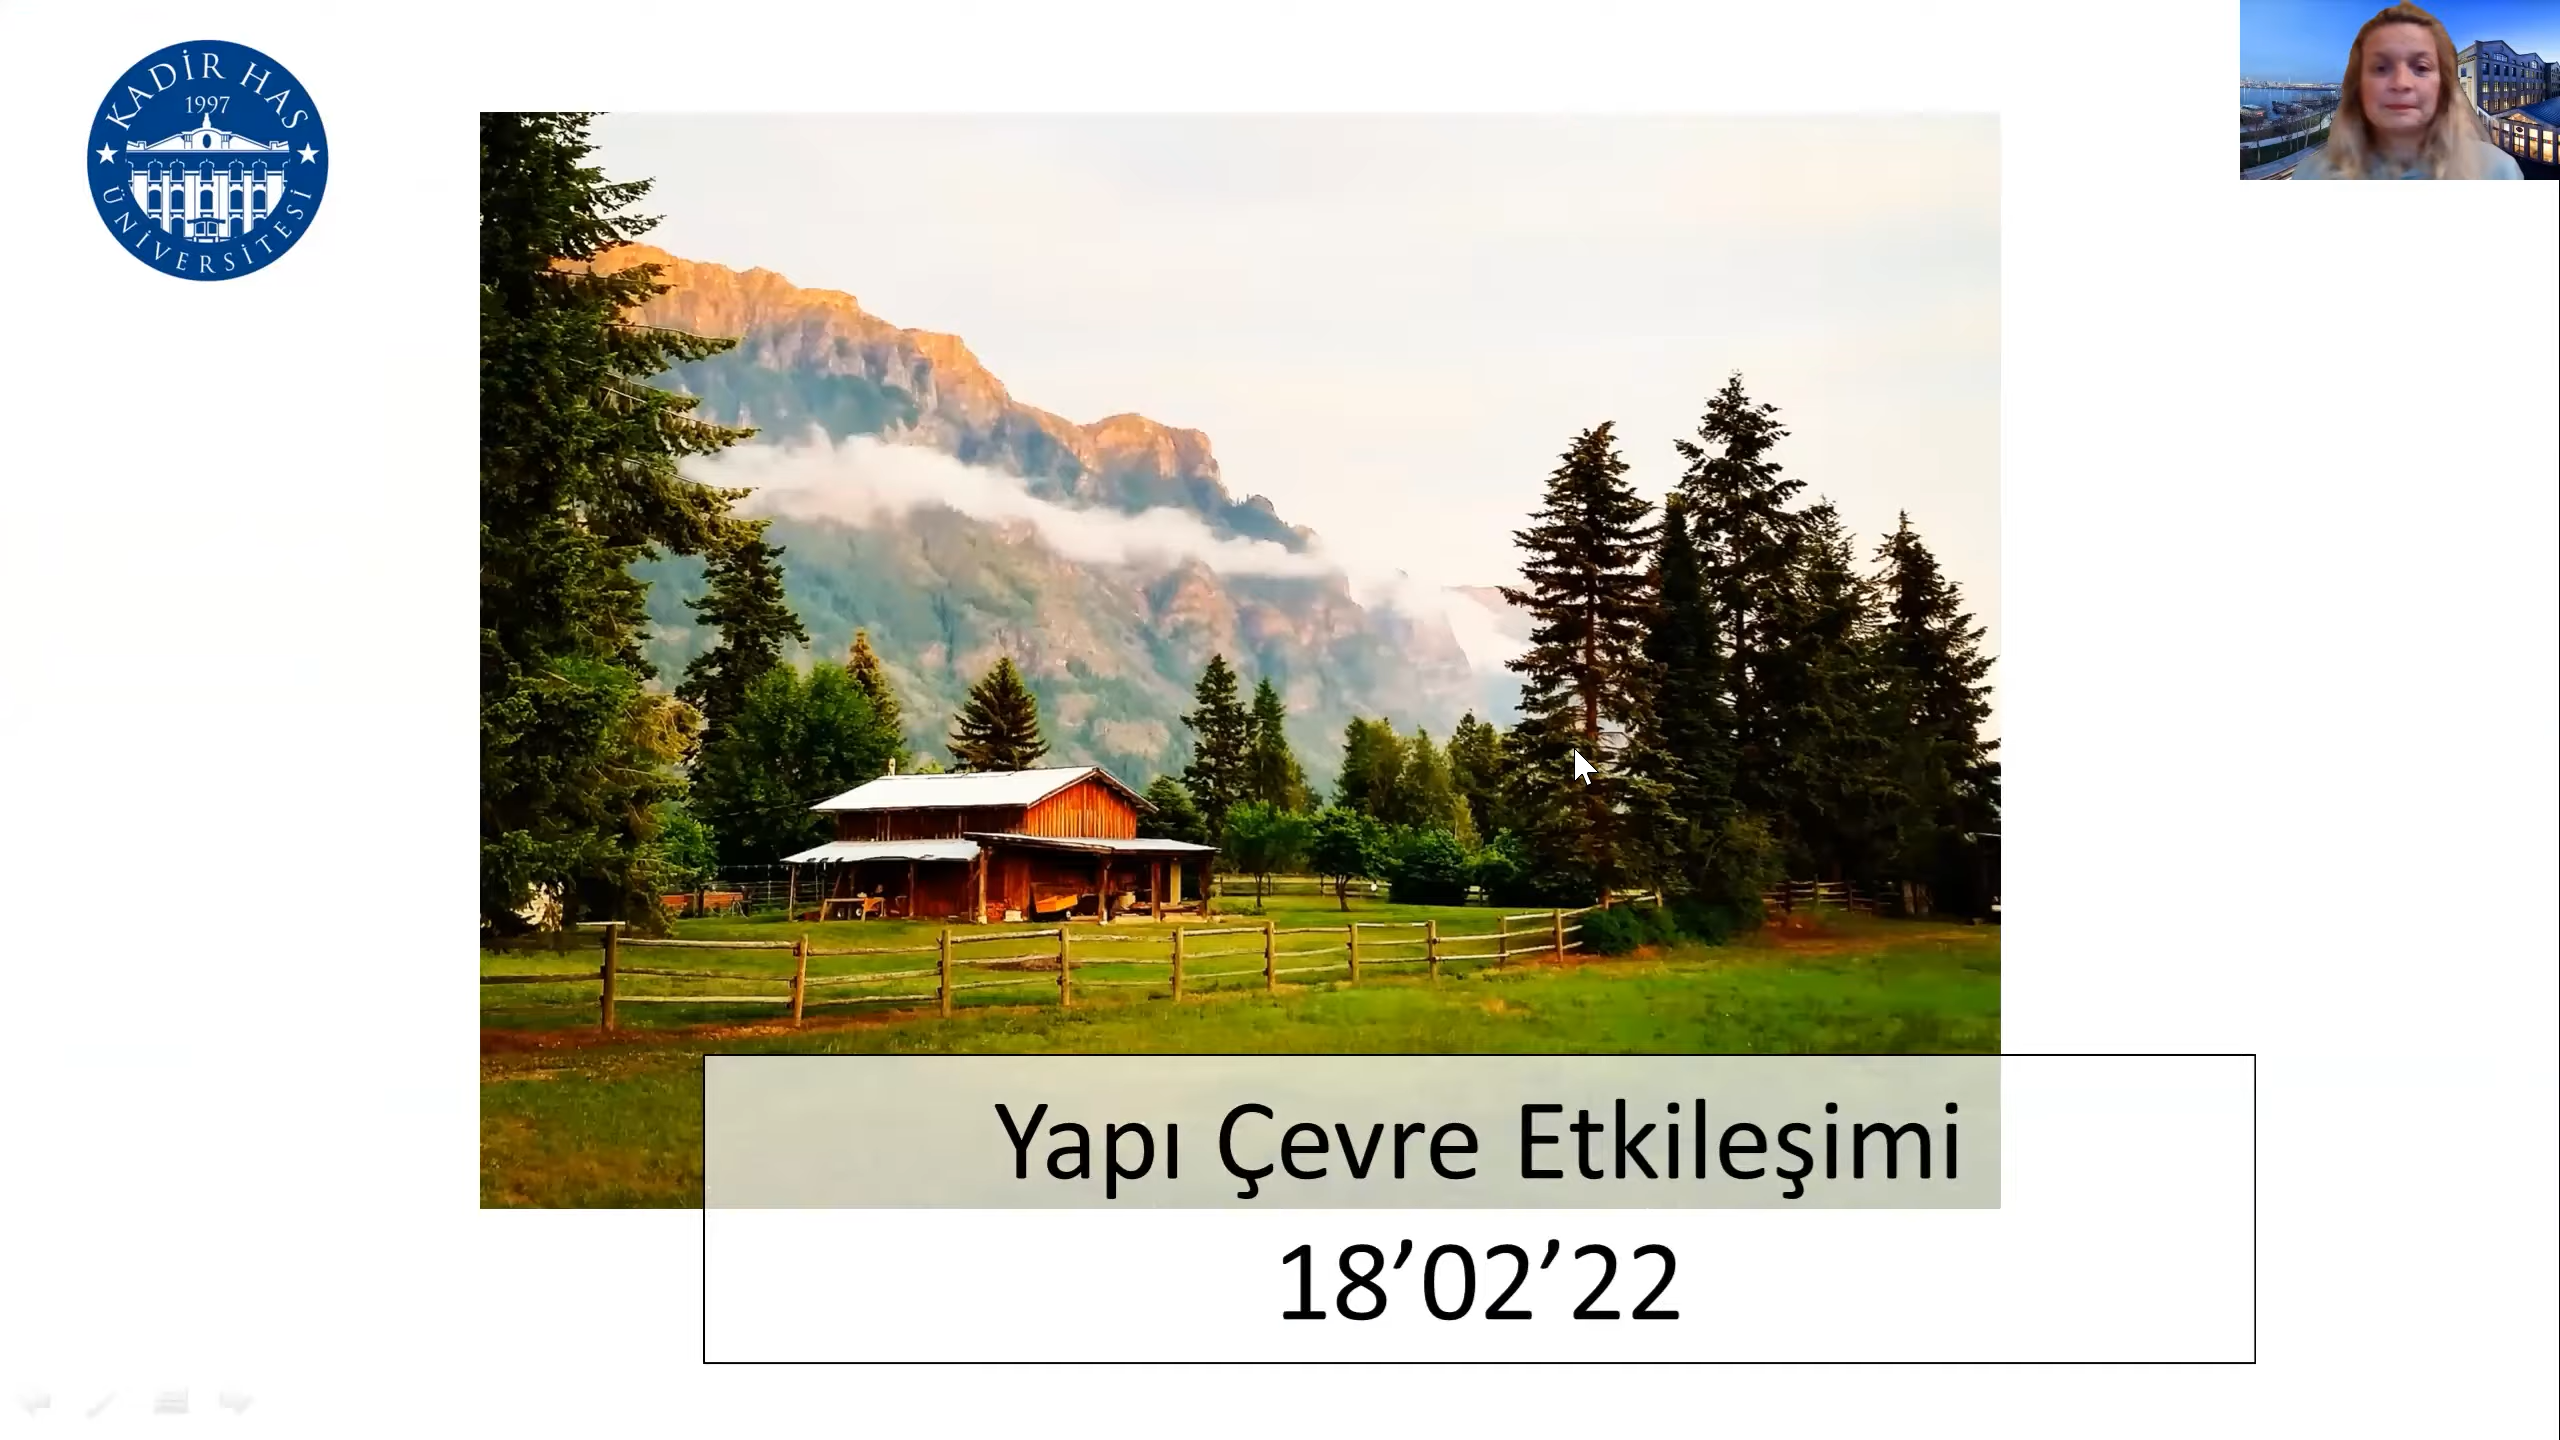 KADİR HAS
1997
ÜNİVERSİTESİ
Yapı Çevre Etkileşimi
18’02’22